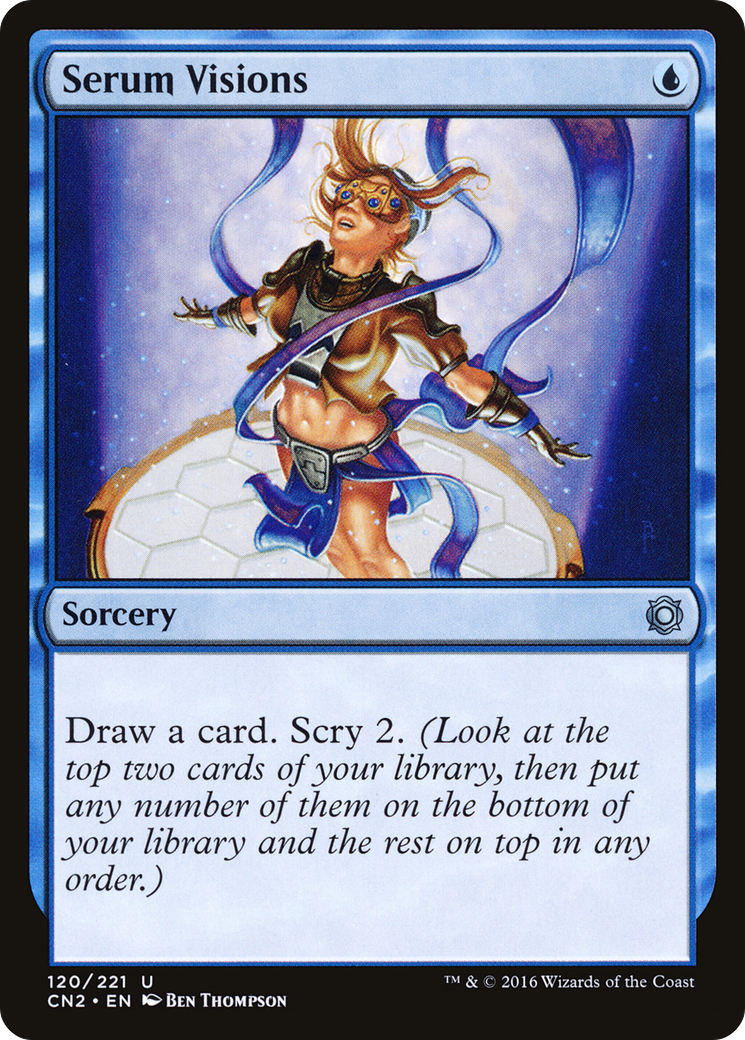 Serum Visions
Sorcery
Draw a card. Scry 2. (Look at the
top two cards of your library, then put
any number of them on the bottom of
your library and the rest on top in any
order.)
120/221 U
™ & © 2016 Wizards of the Coast
CN2 • EN Ben Thompson